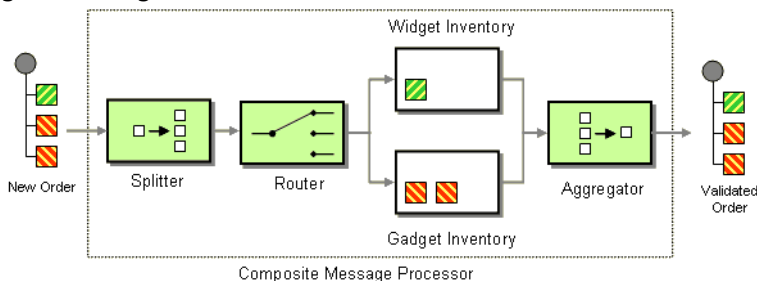 Widget Inventory
New Order
Splitter
Router
Aggregator
Validated
Order
Gadget Inventory
Composite Message Processor